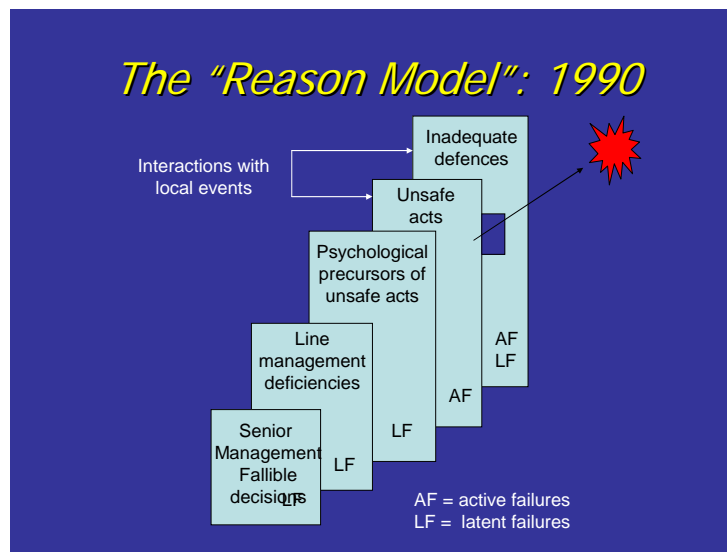 The “Reason Model”: 1990
Inadequate
defences
Interactions with
local events
Unsafe
acts
Psychological
precursors of
unsafe acts
Line
management
deficiencies
Senior
Management
Fallible
decisions
LF
LF
LF
AF
AF
LF
AF = active failures
LF = latent failures